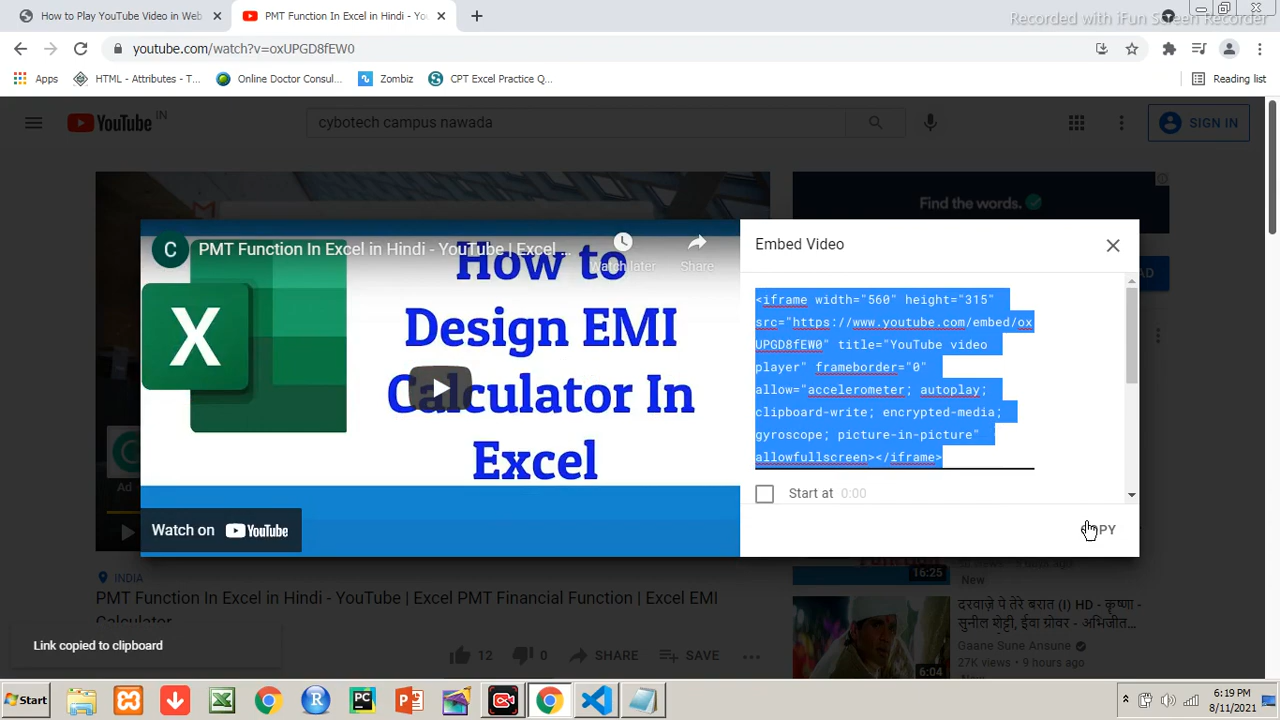 How to Play YouTube Video in Web
PMT Function In Excel in Hindi - Yo
Recorded with iFun Screen Recorder
youtube.com/watch?v=oxUPGD8fEW0
Apps
HTML - Attributes - T...
Online Doctor Consul...
Zombiz
CPT Excel Practice Q...
Reading list
YouTube IN
cybotech campus nawada
SIGN IN
Find the words.
Embed Video
C
PMT Function In Excel in Hindi - YouTube | Excel ...
Watch later
Share
X
How to
Design EMI
Calculator In
Excel
<iframe width="560" height="315"
src="https://www.youtube.com/embed/ox
UPGD8fEW0" title="YouTube video
player" frameborder="0"
allow="accelerometer; autoplay;
clipboard-write; encrypted-media;
gyroscope; picture-in-picture"
allowfullscreen></iframe>
Start at 0:00
Ad
Watch on YouTube
COPY
INDIA
16:25
New
PMT Function In Excel in Hindi - YouTube | Excel PMT Financial Function | Excel EMI
Calculator
दरवाज़े पे तेरे बरात (I) HD - कृष्णा -
सुनील शेट्टी, ईवा ग्रोवर - अभिजीत...
Gaane Sune Ansune
27K views • 9 hours ago
New
6:04
Link copied to clipboard
12
0
SHARE
SAVE
Start
R
PC
P
6:19 PM
8/11/2021